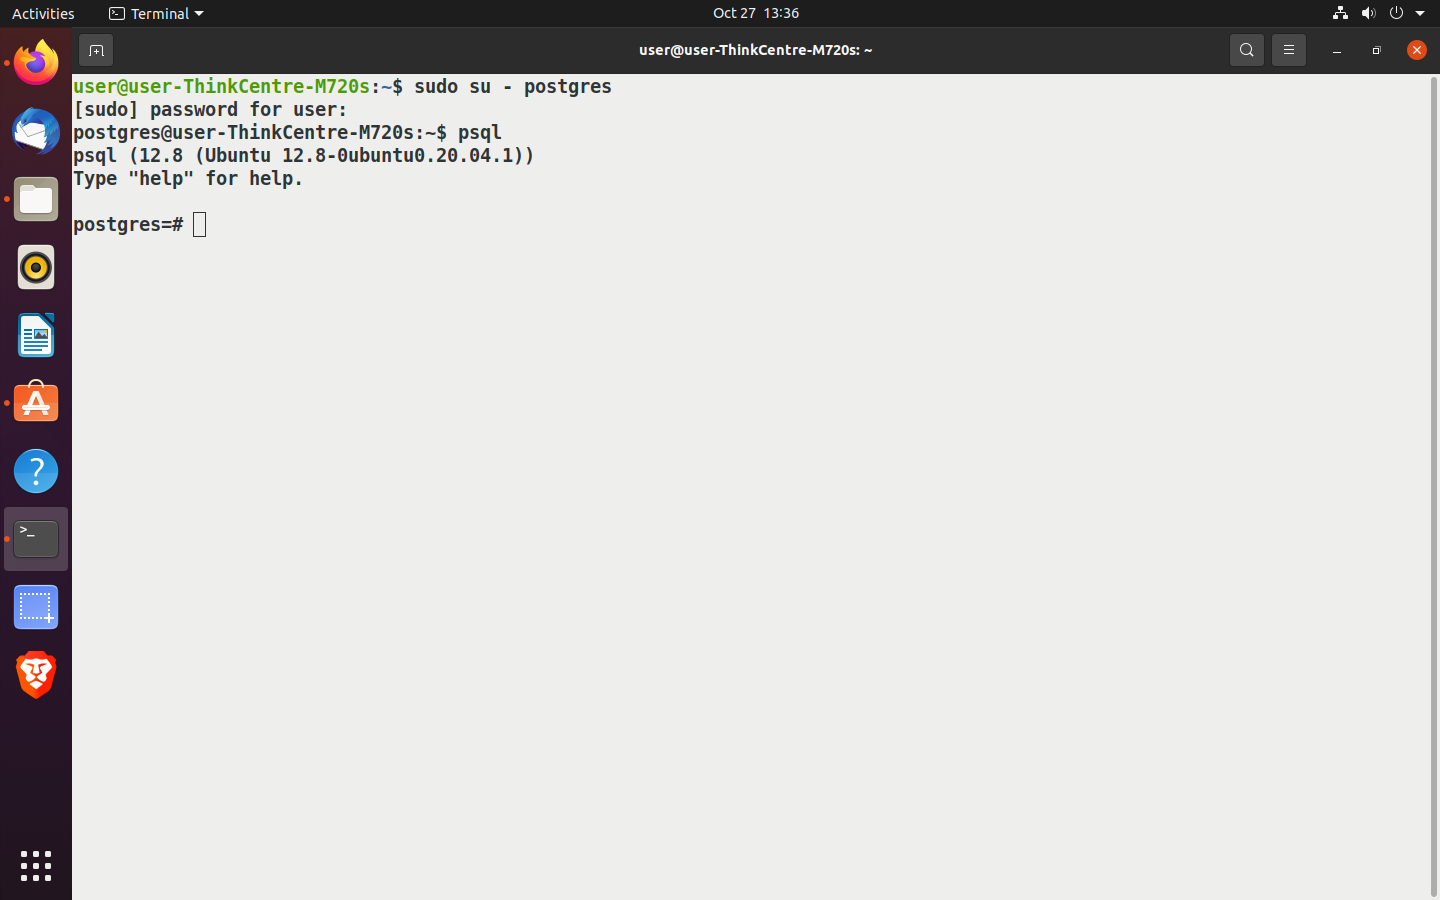 Activities
Terminal
Oct 27 13:36
user@user-ThinkCentre-M720s: ~
user@user-ThinkCentre-M720s:~$ sudo su - postgres
[sudo] password for user:
postgres@user-ThinkCentre-M720s:~$ psql
psql (12.8 (Ubuntu 12.8-0ubuntu0.20.04.1))
Type "help" for help.
postgres=#